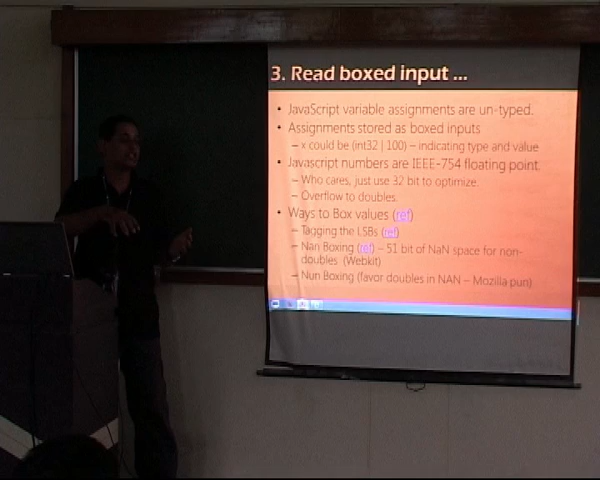 3. Read boxed input ...
• JavaScript variable assignments are un-typed.
• Assignments stored as boxed inputs
– x could be (int32 | 100) – indicating type and value
• Javascript numbers are IEEE-754 floating point.
– Who cares, just use 32 bit to optimize.
– Overflow to doubles.
• Ways to Box values (ref)
– Tagging the LSBs (ref)
– Nan Boxing (ref) – 51 bit of NaN space for non-
doubles (Webkit)
– Nun Boxing (favor doubles in NAN – Mozilla pun)